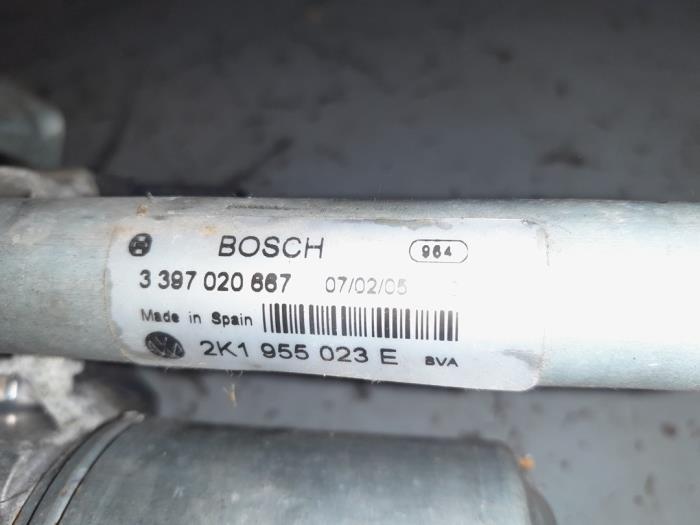 BOSCH 964
3 397 020 667 07/02/05
Made in Spain
2K1 955 023 E BVA